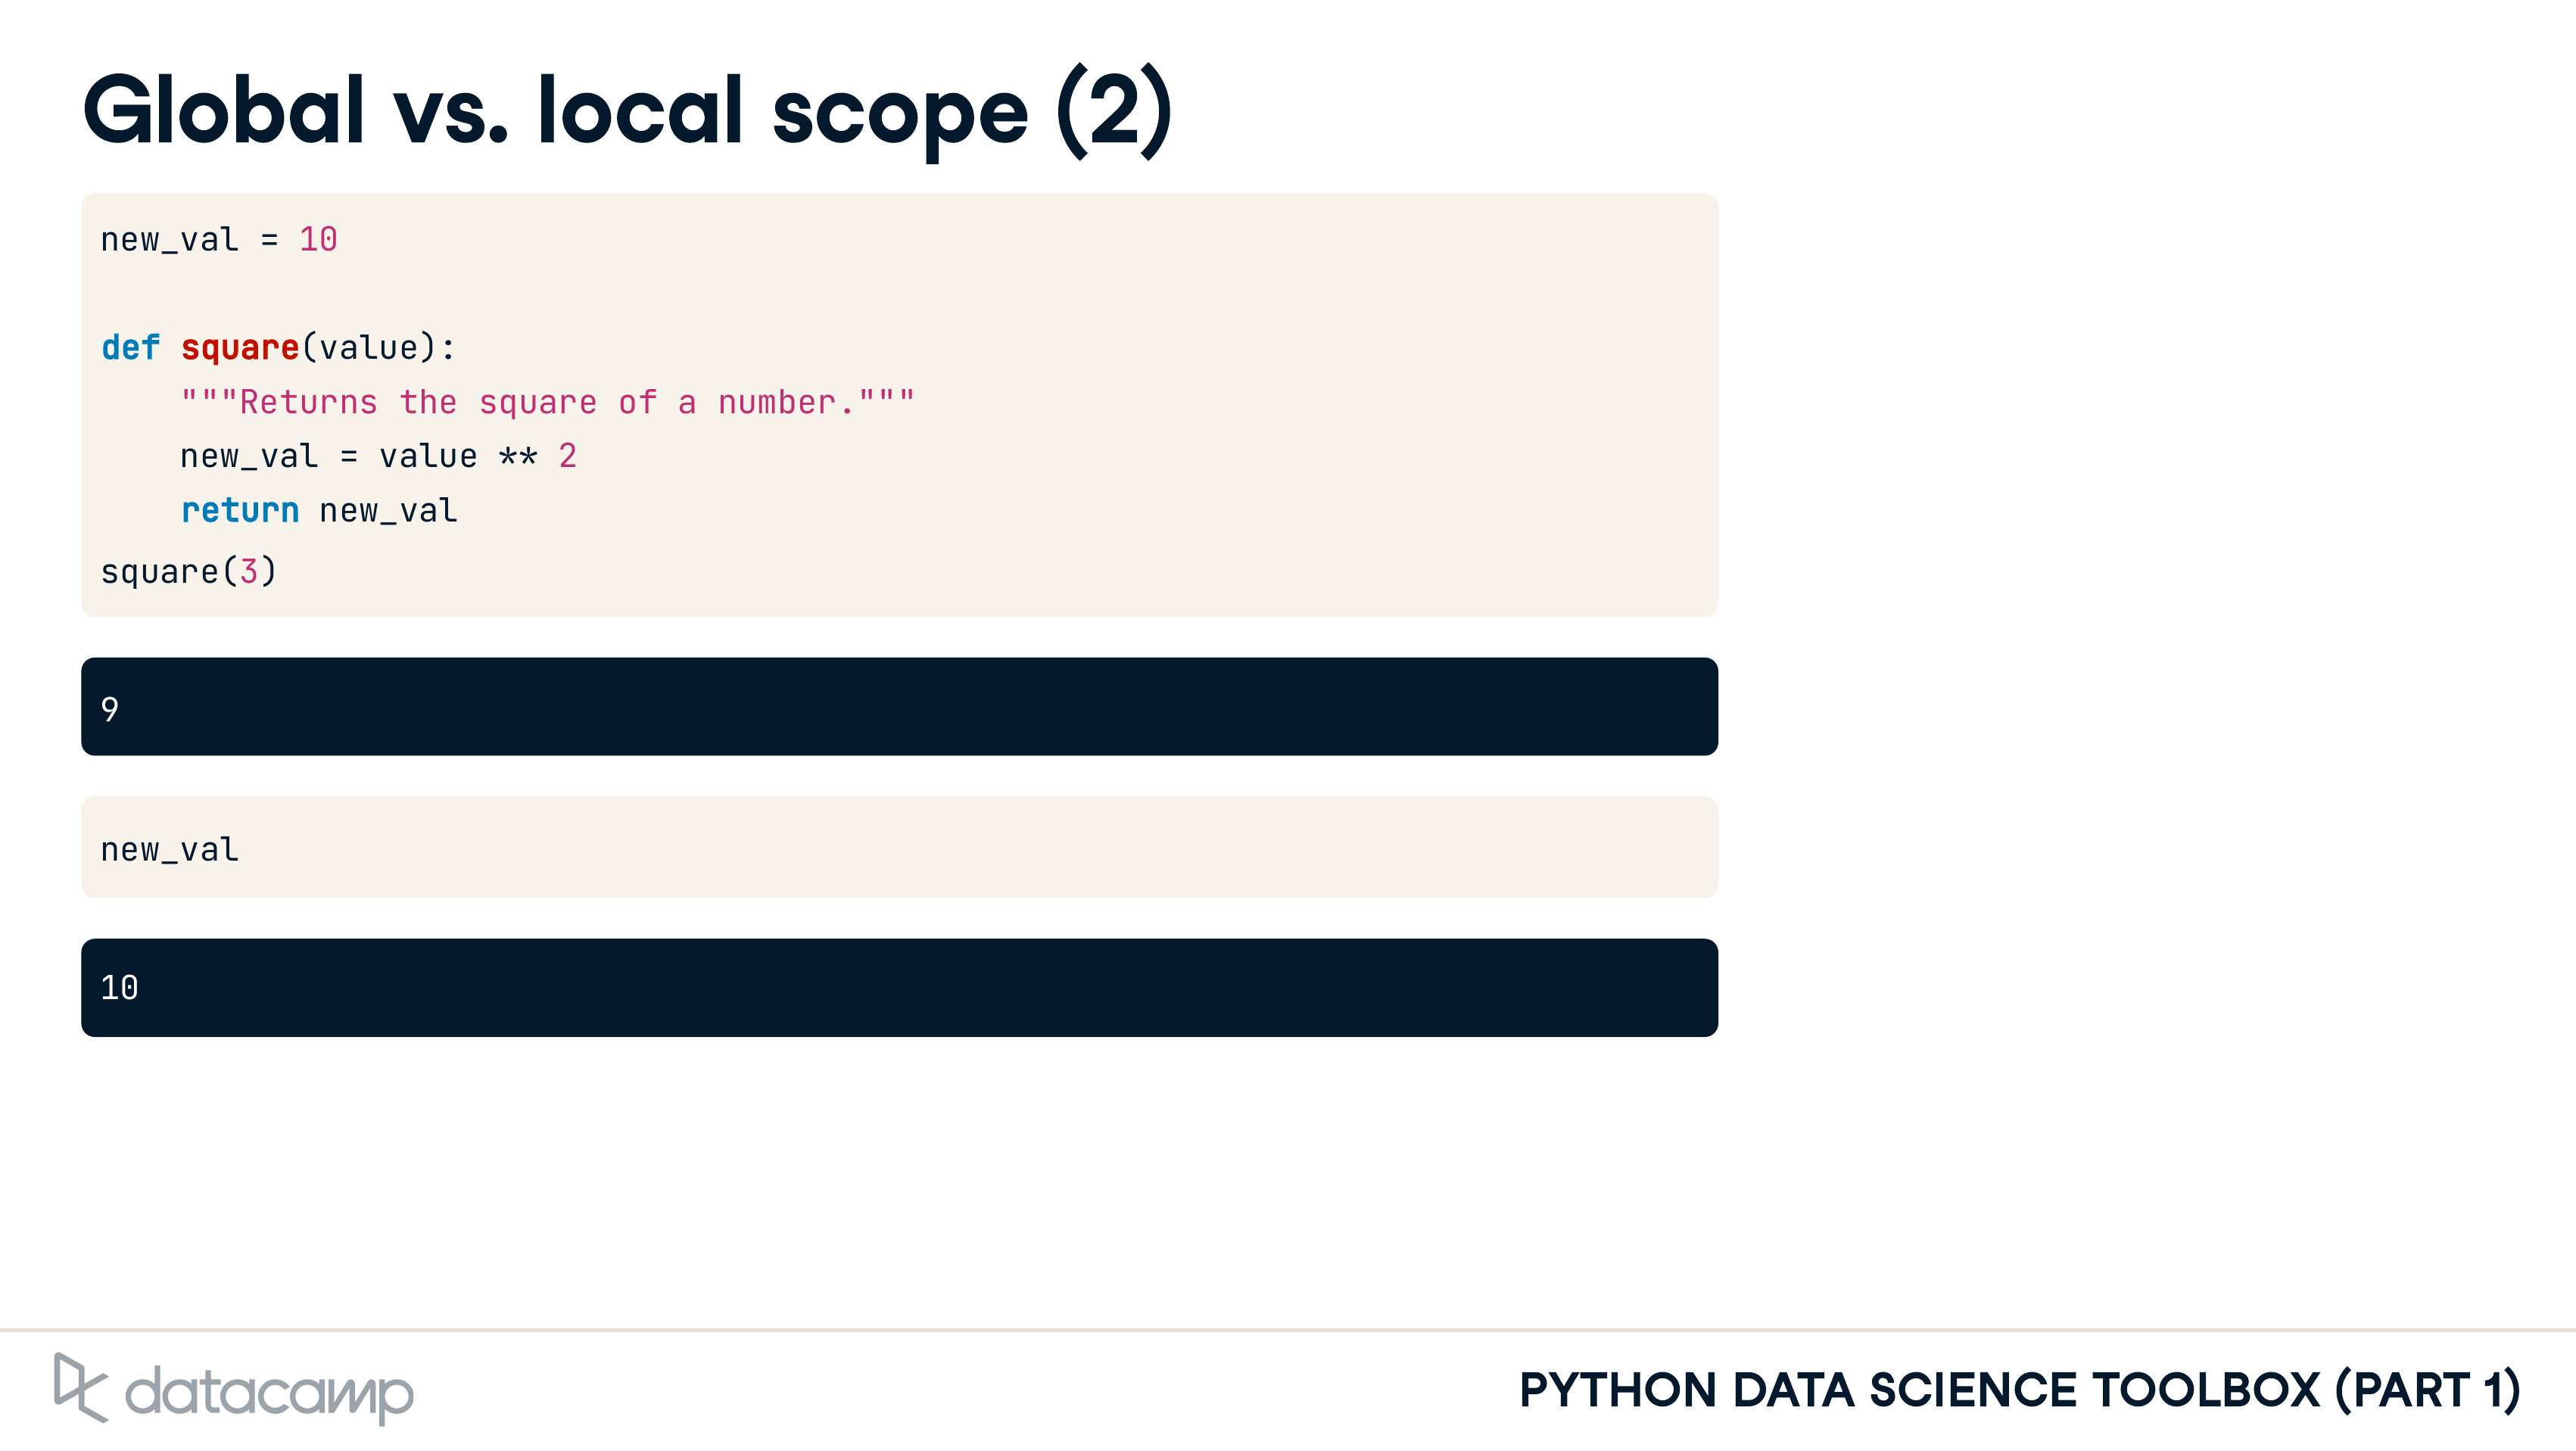 Global vs. local scope (2)
new_val = 10
def square(value):
    """Returns the square of a number."""
    new_val = value ** 2
    return new_val
square(3)
9
new_val
10
datacamp
PYTHON DATA SCIENCE TOOLBOX (PART 1)